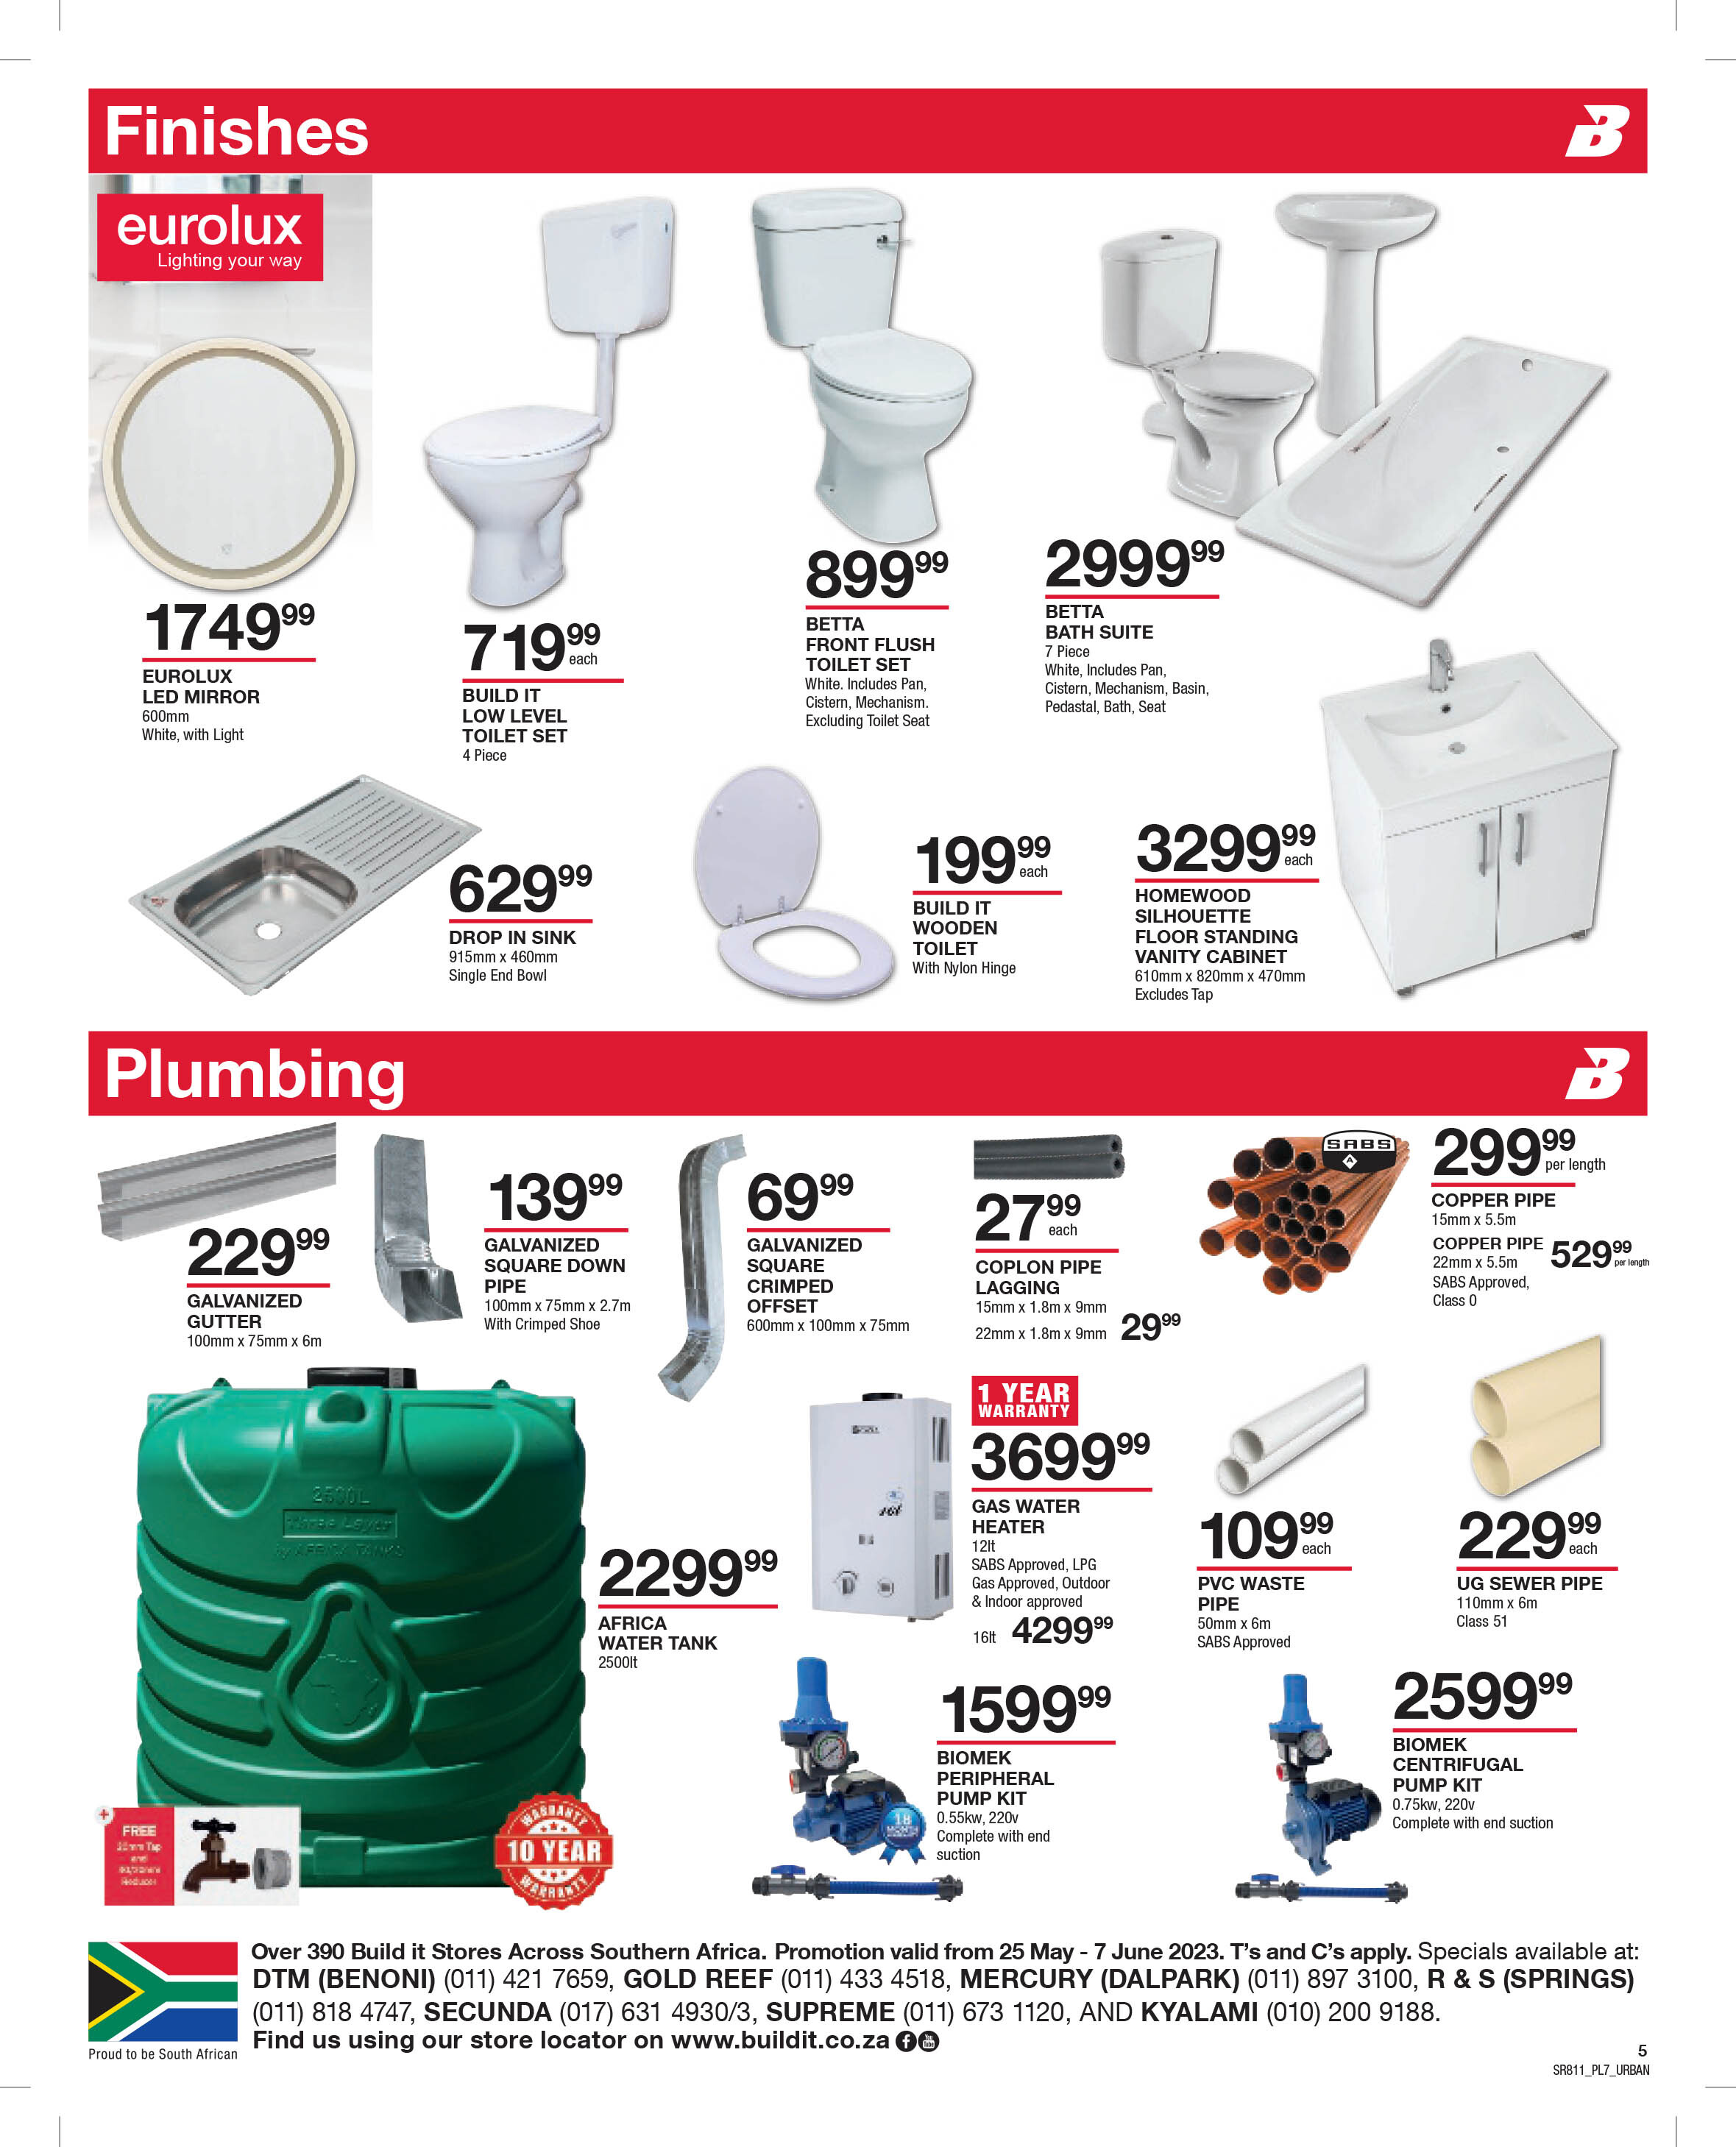 Finishes
B
eurolux
Lighting your way
1749 99
EUROLUX
LED MIRROR
600mm
White, with Light
719 99
each
BUILD IT
LOW LEVEL
TOILET SET
4 Piece
899 99
BETTA
FRONT FLUSH
TOILET SET
White. Includes Pan,
Cistern, Mechanism.
Excluding Toilet Seat
2999 99
BETTA
BATH SUITE
7 Piece
White, Includes Pan,
Cistern, Mechanism, Basin,
Pedastal, Bath, Seat
629 99
DROP IN SINK
915mm x 460mm
Single End Bowl
199 99
each
BUILD IT
WOODEN
TOILET
With Nylon Hinge
3299 99
each
HOMEWOOD
SILHOUETTE
FLOOR STANDING
VANITY CABINET
610mm x 820mm x 470mm
Excludes Tap
Plumbing
B
229 99
GALVANIZED
GUTTER
100mm x 75mm x 6m
139 99
GALVANIZED
SQUARE DOWN
PIPE
100mm x 75mm x 2.7m
With Crimped Shoe
69 99
GALVANIZED
SQUARE
CRIMPED
OFFSET
600mm x 100mm x 75mm
27 99
each
COPLON PIPE
LAGGING
15mm x 1.8m x 9mm
22mm x 1.8m x 9mm 29 99
SABS
A
299 99
per length
COPPER PIPE
15mm x 5.5m
COPPER PIPE 529 99
22mm x 5.5m per length
SABS Approved,
Class 0
2500L
Three Layer
by AFRICA TANKS
2299 99
AFRICA
WATER TANK
2500lt
+
FREE
10 YEAR
WARRANTY
WARRANTY
1 YEAR
WARRANTY
3699 99
GAS WATER
HEATER
12lt
SABS Approved, LPG
Gas Approved, Outdoor
& Indoor approved
16lt 4299 99
109 99
each
PVC WASTE
PIPE
50mm x 6m
SABS Approved
229 99
each
UG SEWER PIPE
110mm x 6m
Class 51
18
MONTH
1599 99
BIOMEK
PERIPHERAL
PUMP KIT
0.55kw, 220v
Complete with end
suction
2599 99
BIOMEK
CENTRIFUGAL
PUMP KIT
0.75kw, 220v
Complete with end suction
Proud to be South African
Over 390 Build it Stores Across Southern Africa. Promotion valid from 25 May - 7 June 2023. T's and C's apply. Specials available at:
DTM (BENONI) (011) 421 7659, GOLD REEF (011) 433 4518, MERCURY (DALPARK) (011) 897 3100, R & S (SPRINGS)
(011) 818 4747, SECUNDA (017) 631 4930/3, SUPREME (011) 673 1120, AND KYALAMI (010) 200 9188.
Find us using our store locator on www.buildit.co.za
5
SR811_PL7_URBAN